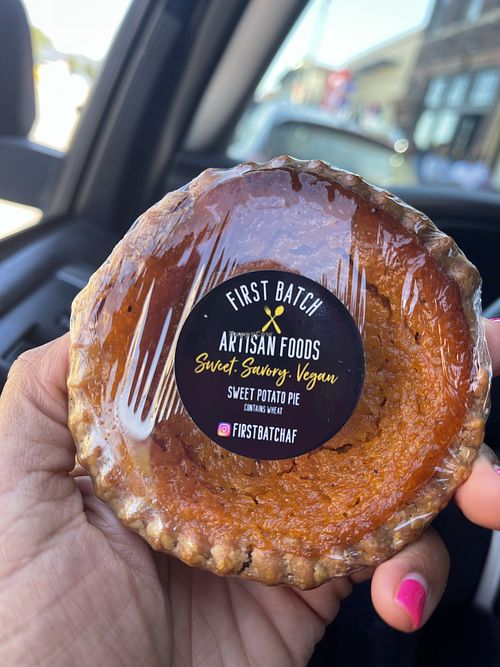 FIRST BATCH
ARTISAN FOODS
Sweet. Savory. Vegan
SWEET POTATO PIE
CONTAINS WHEAT
FIRSTBATCHAF